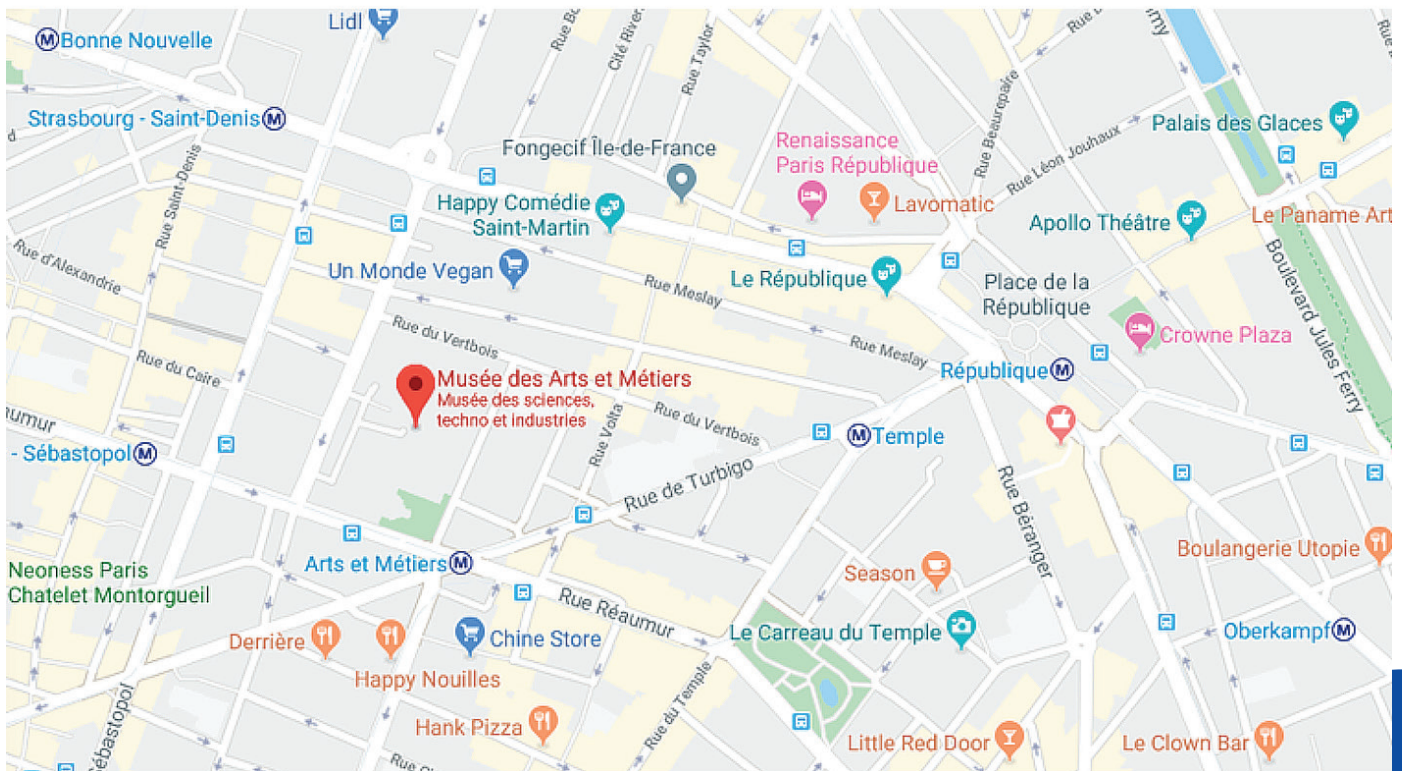 Lidl
Bonne Nouvelle
Strasbourg - Saint-Denis
Cité River
Rue Taylor
Rue Beaurepaire
Palais des Glaces
Fongecif Île-de-France
Renaissance
Paris République
Rue Léon Jouhaux
Lavomatic
Happy Comédie
Saint-Martin
Apollo Théâtre
Le Paname Art
Rue Saint-Denis
Rue d'Alexandrie
Un Monde Vegan
Rue Meslay
Le République
Place de la
République
Boulevard Jules Ferry
Rue du Vertbois
Rue Meslay
Crowne Plaza
Rue du Caire
République
Musée des Arts et Métiers
Musée des sciences,
techno et industries
Rue Volta
Rue du Vertbois
Temple
aumur
- Sébastopol
Rue de Turbigo
Rue Béranger
Boulangerie Utopie
Arts et Métiers
Neoness Paris
Chatelet Montorgueil
Season
Rue Réaumur
Le Carreau du Temple
Oberkampf
Derrière
Chine Store
Happy Nouilles
Rue du Temple
Hank Pizza
Sébastopol
Little Red Door
Le Clown Bar